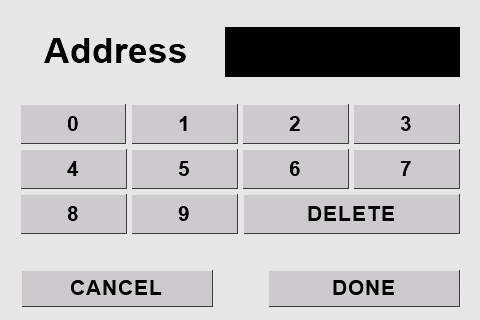 Address
0 1 2 3
4 5 6 7
8 9 DELETE
CANCEL DONE